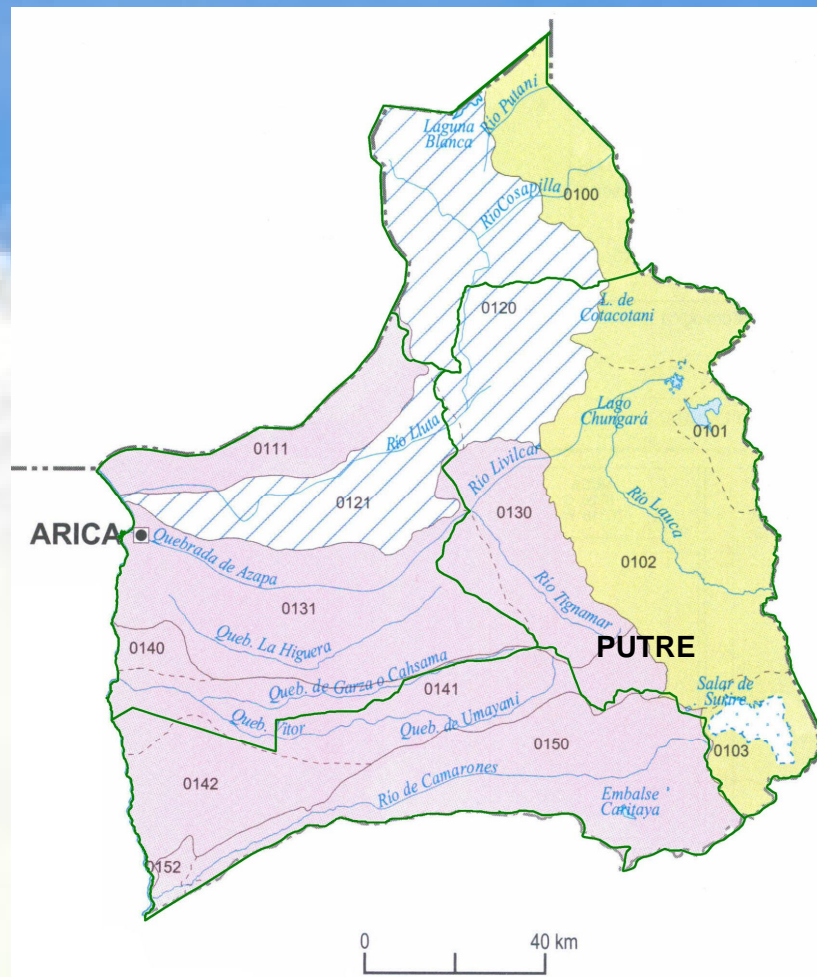 Río Putani
Laguna
Blanca
Río Cosapilla
0100
0120
L. de
Cotacotani
Lago
Chungará
0101
0111
Río Lluta
Río Livilcar
0121
0130
Río Lauca
ARICA
Quebrada de Azapa
0102
0131
Río Tignamar
Queb. La Higuera
0140
PUTRE
Queb. de Garza o Cahsama
0141
Salar de
Surire
Queb. Vitor
Queb. de Umayani
0150
0103
0142
Río de Camarones
Embalse
Caritaya
0152
0 40 km